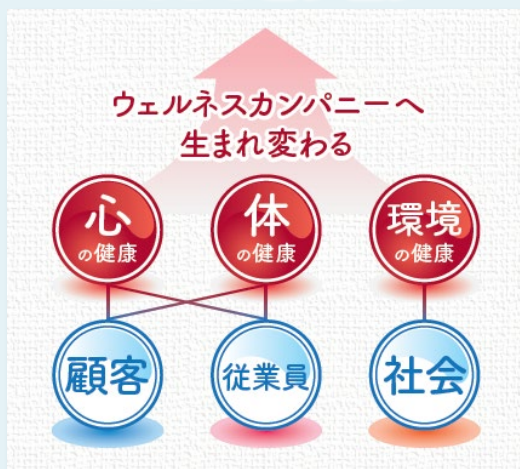 ウェルネスカンパニーへ
生まれ変わる
心
の健康
体
の健康
環境
の健康
顧客
従業員
社会